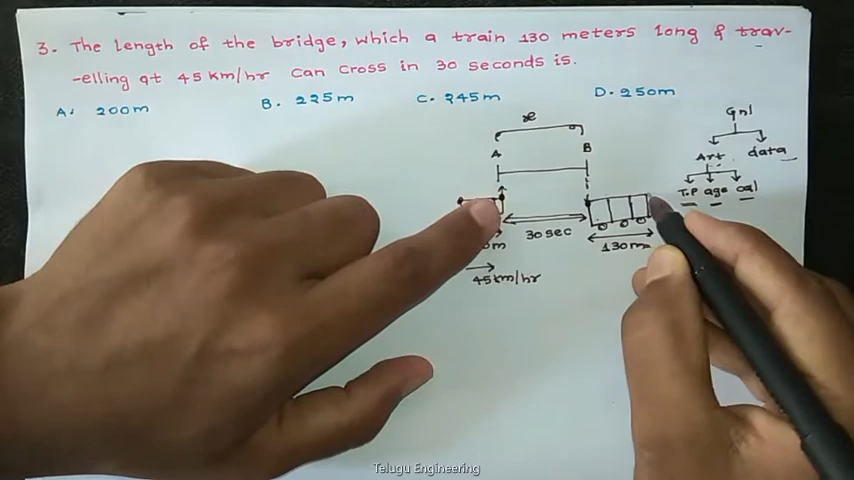 3. The length of the bridge, which a train 130 meters long & trav-
-elling at 45 km/hr can cross in 30 seconds is.
A. 200m B. 225m C. 245m D. 250m
x
A B
30 sec
130m
45km/hr
Gnl
Art. data
T.P age cal
Telugu Engineering